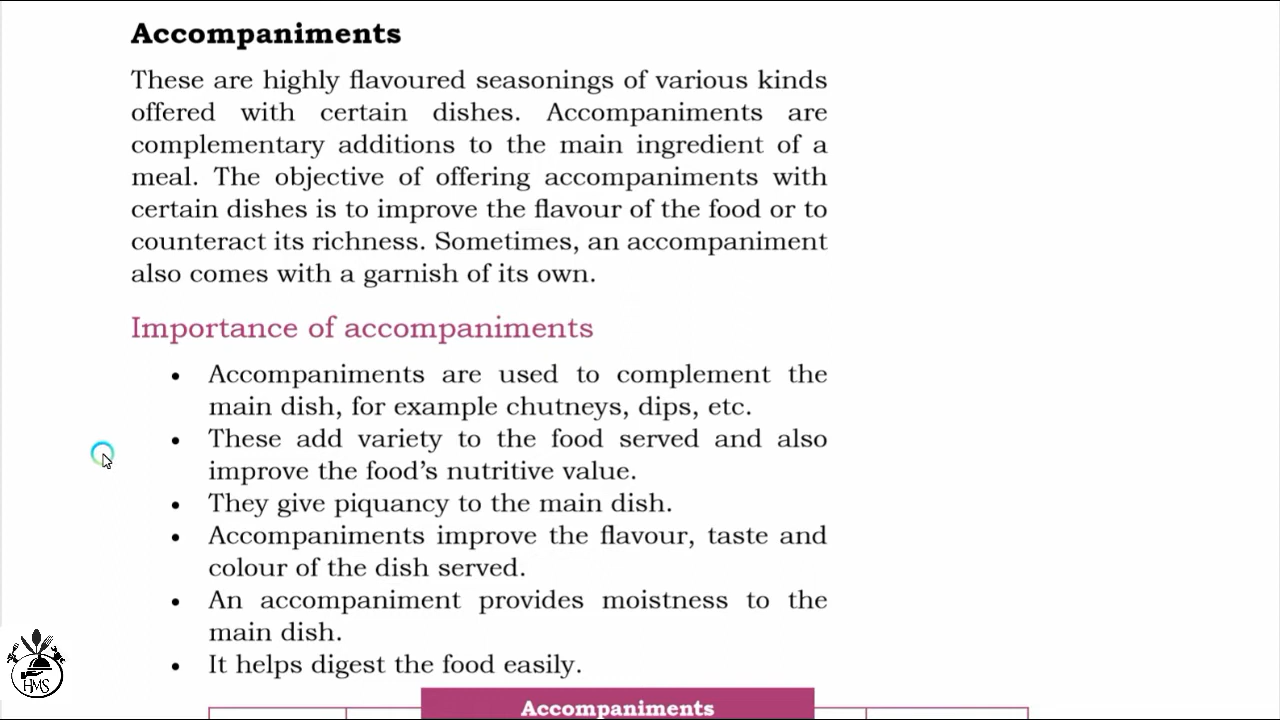 Accompaniments
These are highly flavoured seasonings of various kinds
offered with certain dishes. Accompaniments are
complementary additions to the main ingredient of a
meal. The objective of offering accompaniments with
certain dishes is to improve the flavour of the food or to
counteract its richness. Sometimes, an accompaniment
also comes with a garnish of its own.
Importance of accompaniments
• Accompaniments are used to complement the
main dish, for example chutneys, dips, etc.
• These add variety to the food served and also
improve the food’s nutritive value.
• They give piquancy to the main dish.
• Accompaniments improve the flavour, taste and
colour of the dish served.
• An accompaniment provides moistness to the
main dish.
• It helps digest the food easily.
HMS
Accompaniments